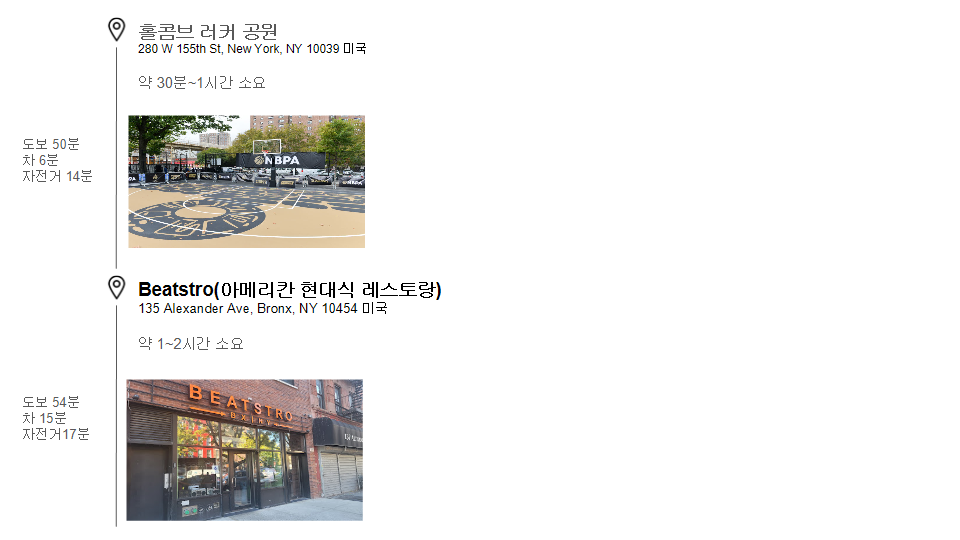 홀콤브 러커 공원
280 W 155th St, New York, NY 10039 미국
약 30분~1시간 소요
도보 50분
차 6분
자전거 14분
NBPA
Beatstro(아메리칸 현대식 레스토랑)
135 Alexander Ave, Bronx, NY 10454 미국
약 1~2시간 소요
도보 54분
차 15분
자전거17분
BEATSTRO
BXINY